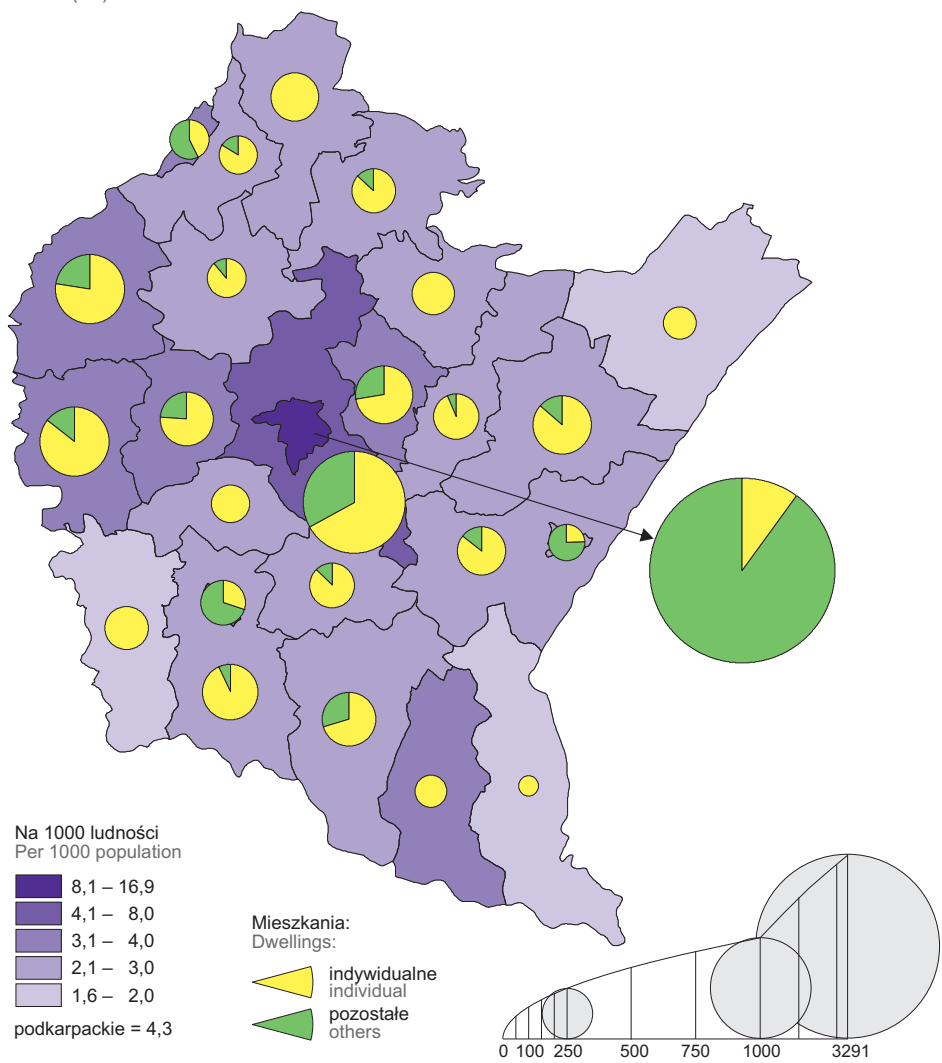 Na 1000 ludności
Per 1000 population
8,1 – 16,9
4,1 – 8,0
3,1 – 4,0
2,1 – 3,0
1,6 – 2,0
podkarpackie = 4,3
Mieszkania:
Dwellings:
indywidualne
individual
pozostałe
others
0 100 250 500 750 1000 3291